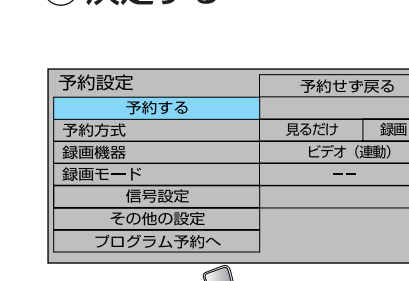 予約設定 予約せず戻る
予約する
予約方式 見るだけ 録画
録画機器 ビデオ（連動）
録画モード −−
信号設定
その他の設定
プログラム予約へ